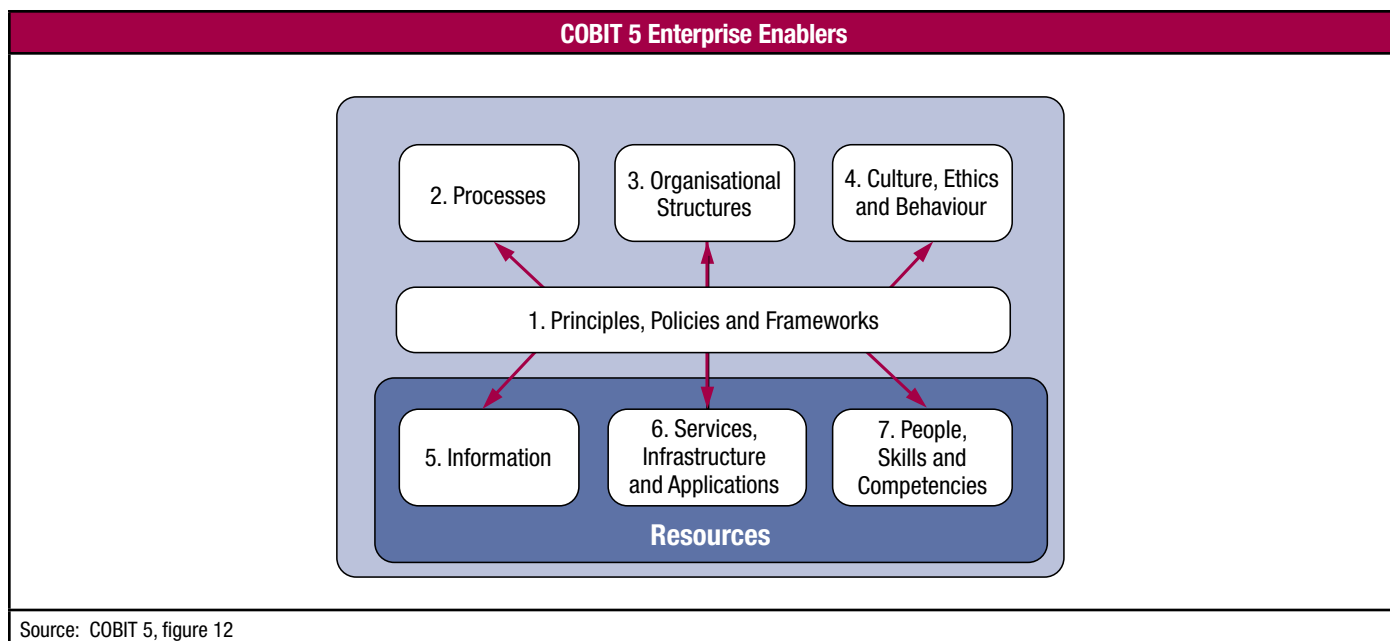 COBIT 5 Enterprise Enablers
2. Processes
3. Organisational
Structures
4. Culture, Ethics
and Behaviour
1. Principles, Policies and Frameworks
5. Information
6. Services,
Infrastructure
and Applications
7. People,
Skills and
Competencies
Resources
Source: COBIT 5, figure 12